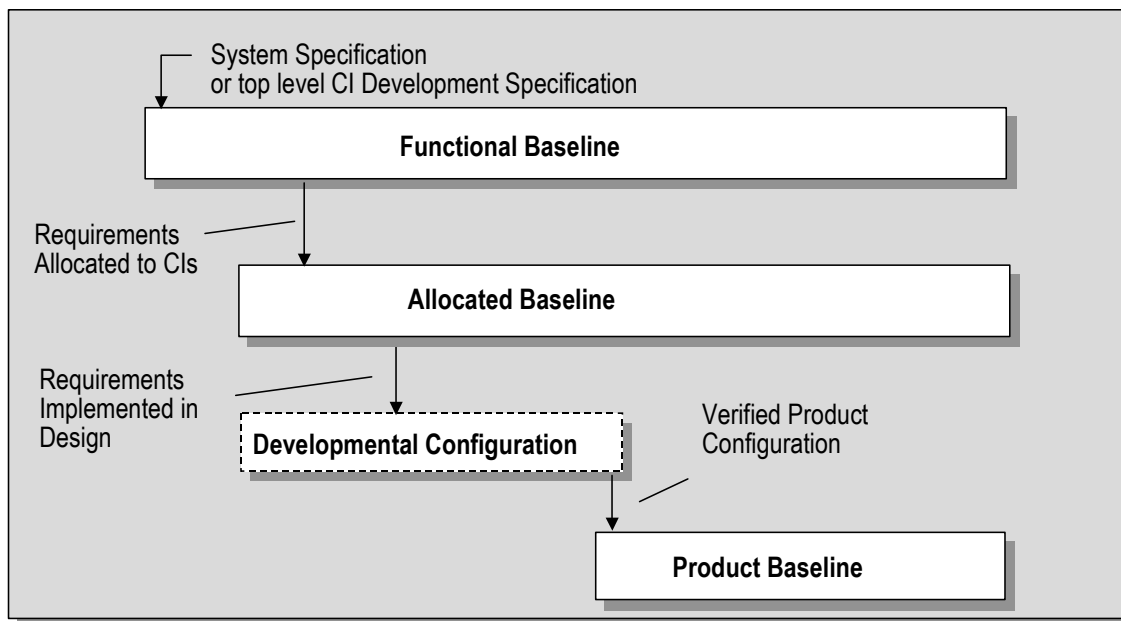 System Specification
or top level CI Development Specification
Functional Baseline
Requirements
Allocated to CIs
Allocated Baseline
Requirements
Implemented in
Design
Developmental Configuration
Verified Product
Configuration
Product Baseline